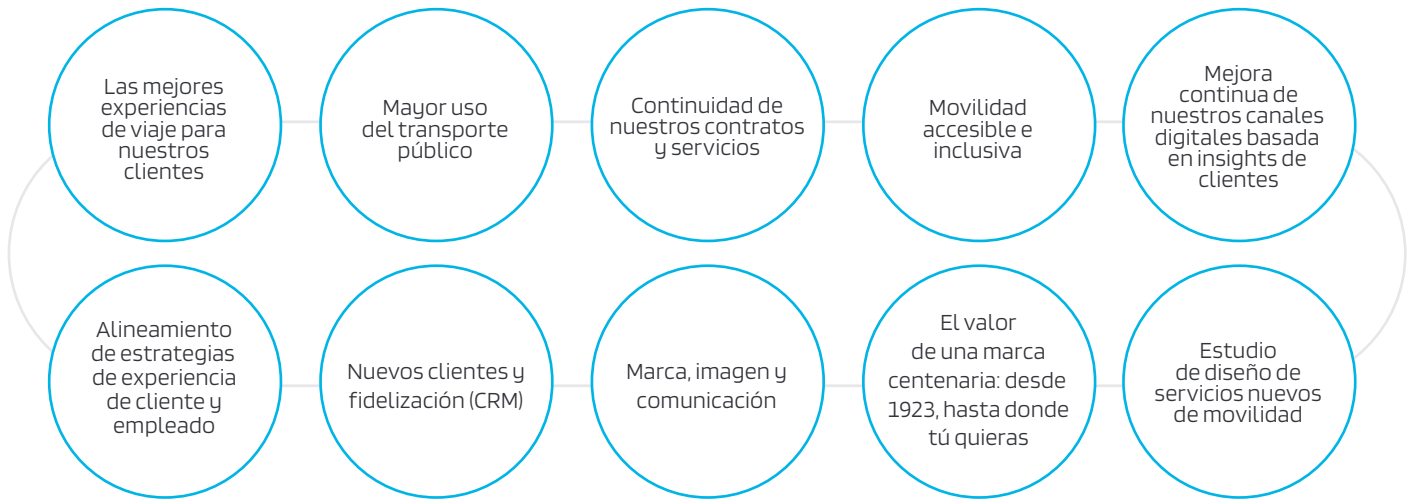 Las mejores
experiencias
de viaje para
nuestros
clientes
Mayor uso
del transporte
público
Continuidad de
nuestros contratos
y servicios
Movilidad
accesible e
inclusiva
Mejora
continua de
nuestros canales
digitales basada
en insights de
clientes
Alineamiento
de estrategias
de experiencia
de cliente y
empleado
Nuevos clientes y
fidelización (CRM)
Marca, imagen y
comunicación
El valor
de una marca
centenaria: desde
1923, hasta donde
tú quieras
Estudio
de diseño de
servicios nuevos
de movilidad